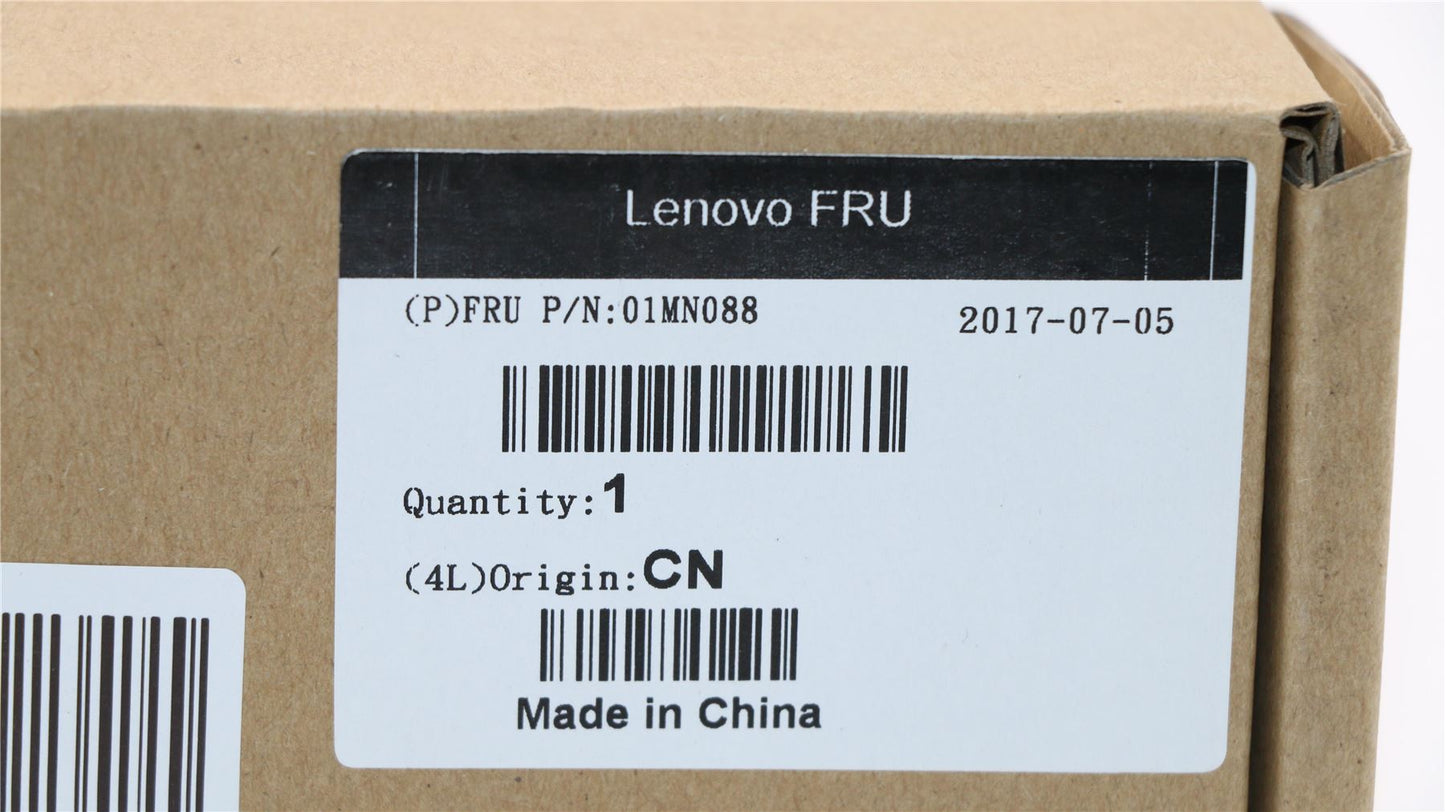 Lenovo FRU
(P)FRU P/N:01MN088
2017-07-05
Quantity:1
(4L)Origin:CN
Made in China